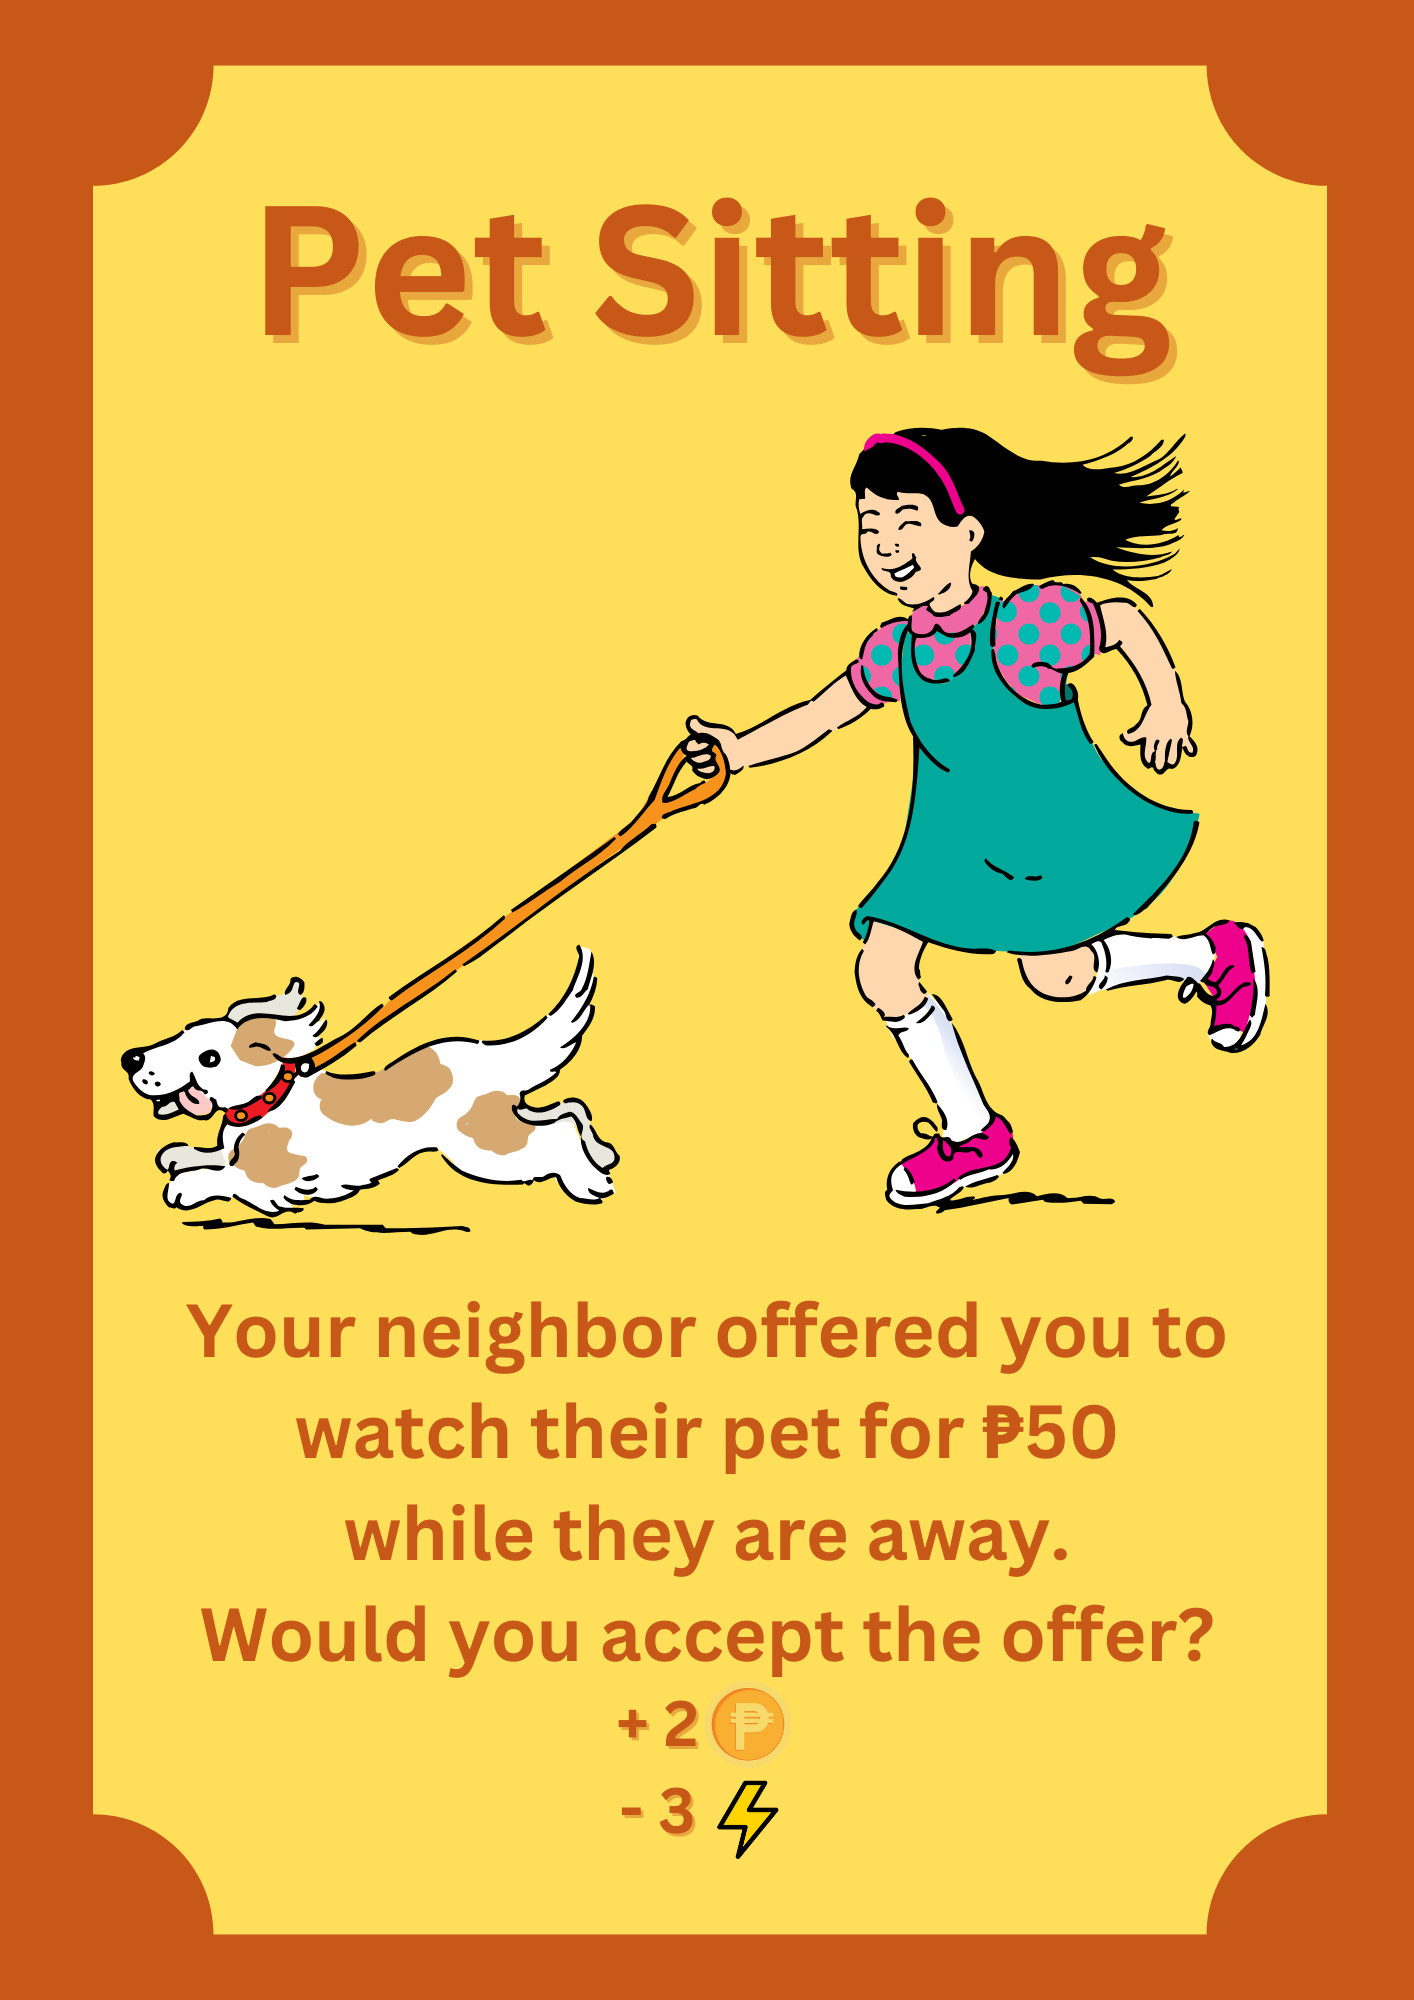 Pet Sitting
Your neighbor offered you to
watch their pet for ₱50
while they are away.
Would you accept the offer?
+ 2 ₱
- 3